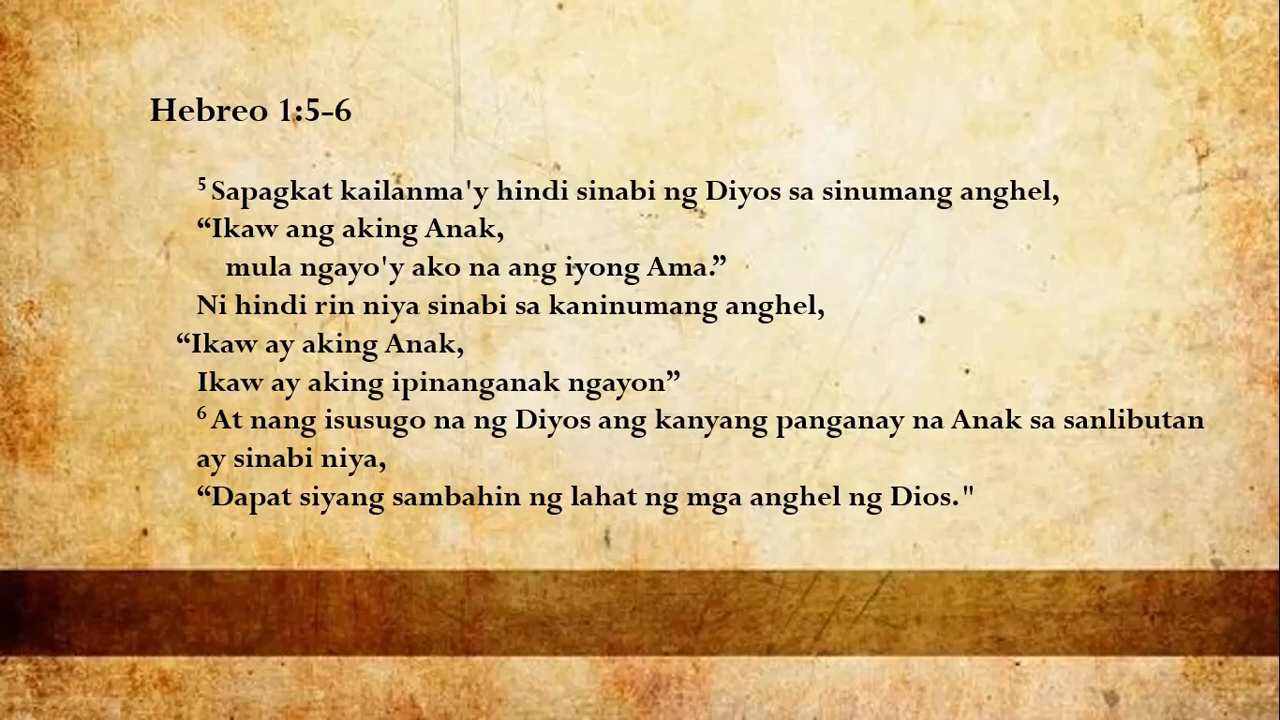 Hebreo 1:5-6
⁵ Sapagkat kailanma'y hindi sinabi ng Diyos sa sinumang anghel,
“Ikaw ang aking Anak,
mula ngayo'y ako na ang iyong Ama.”
Ni hindi rin niya sinabi sa kaninumang anghel,
“Ikaw ay aking Anak,
Ikaw ay aking ipinanganak ngayon”
⁶ At nang isusugo na ng Diyos ang kanyang panganay na Anak sa sanlibutan
ay sinabi niya,
“Dapat siyang sambahin ng lahat ng mga anghel ng Dios."